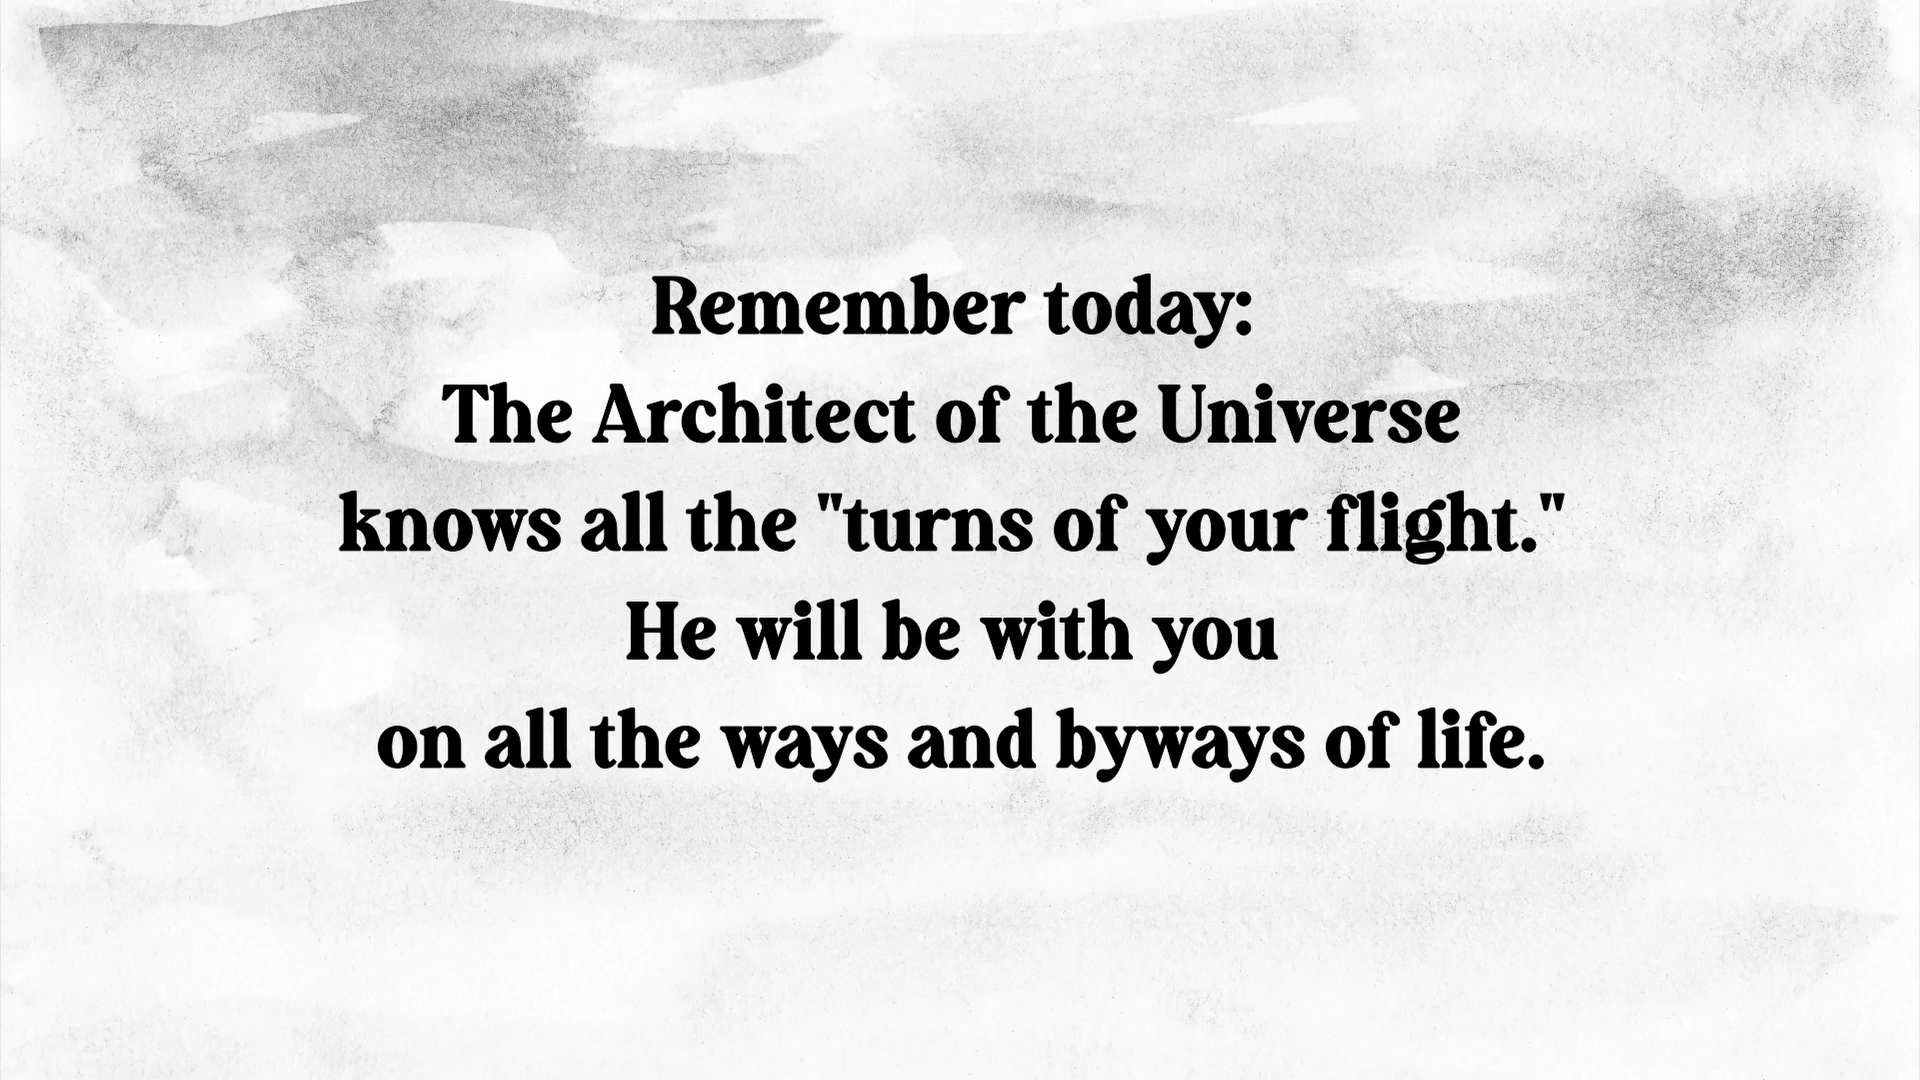 Remember today:
The Architect of the Universe
knows all the "turns of your flight."
He will be with you
on all the ways and byways of life.